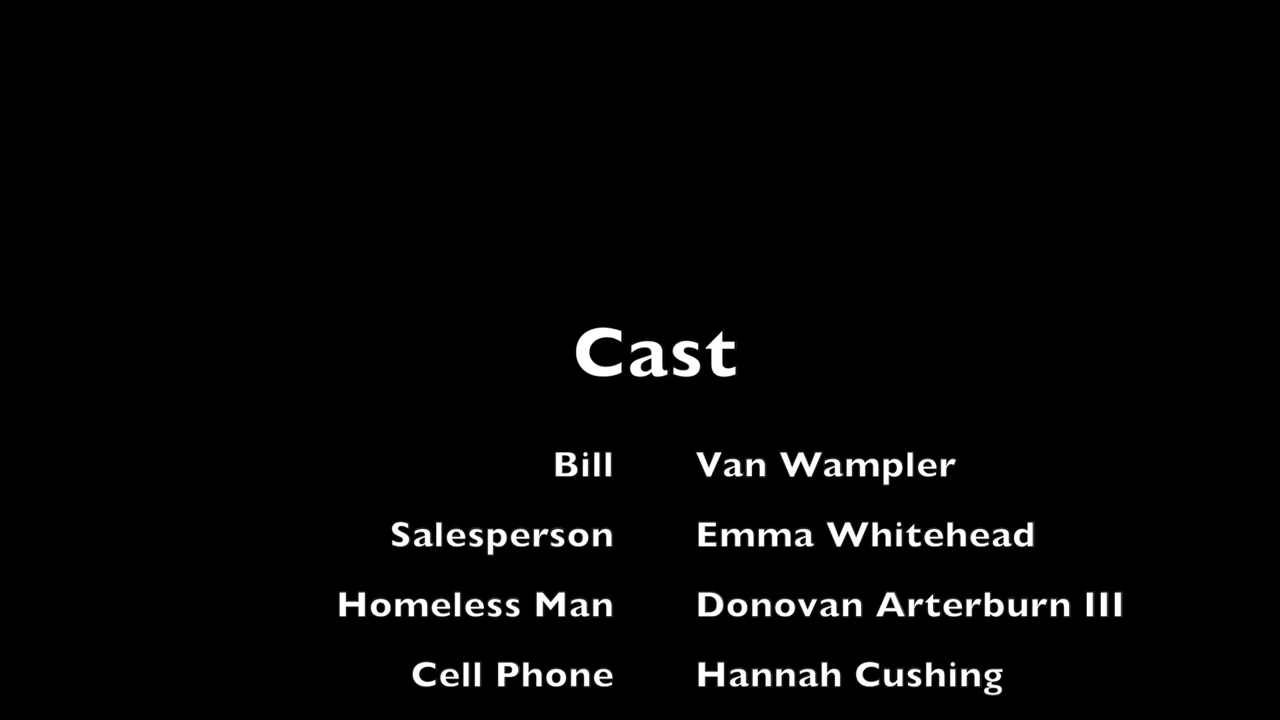 Cast
Bill Van Wampler
Salesperson Emma Whitehead
Homeless Man Donovan Arterburn III
Cell Phone Hannah Cushing